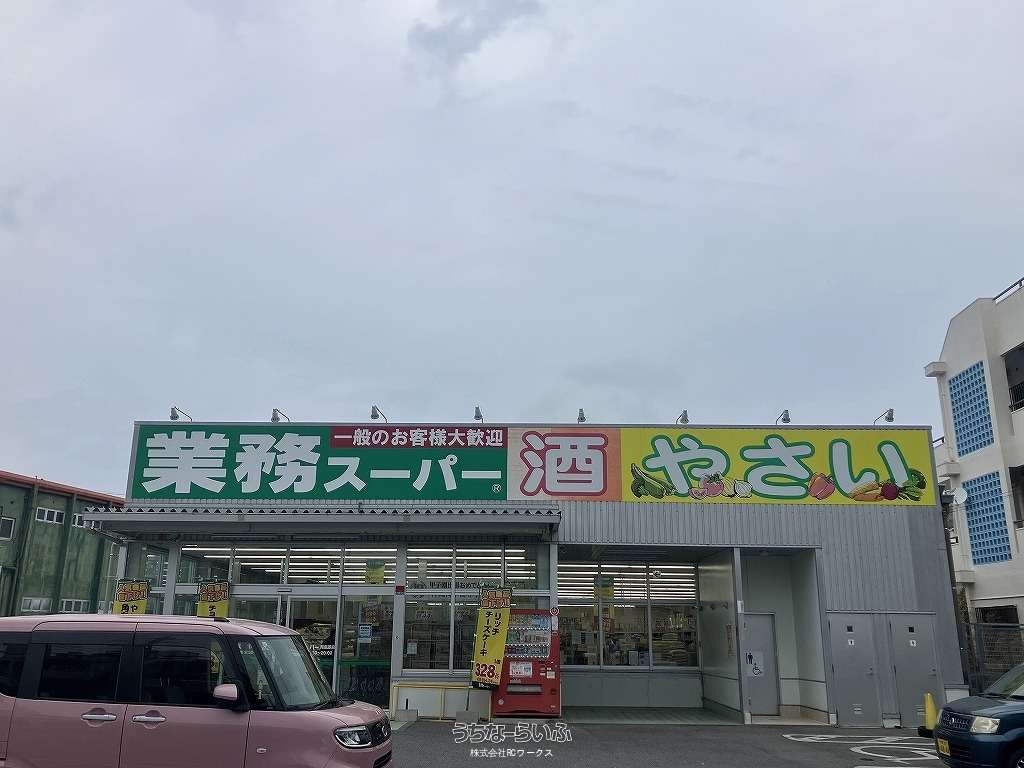 一般のお客様大歓迎
業務スーパー®
酒
やさい
リッチ
チーズケーキ
328
うちなーらいふ
株式会社RCワークス